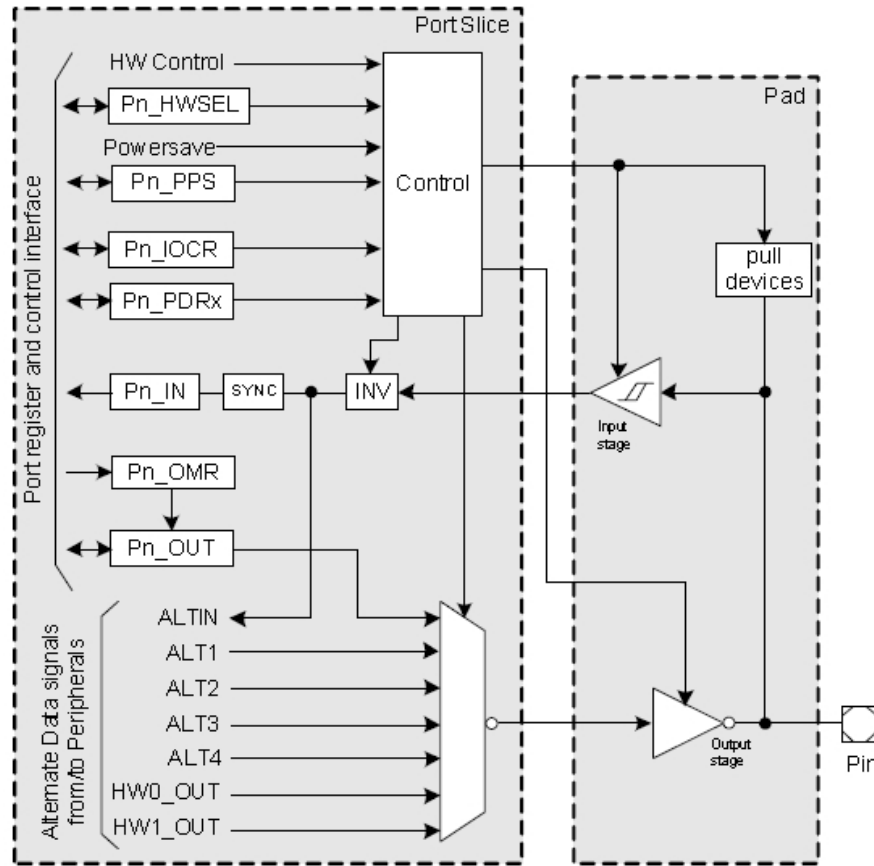 Port Slice
HW Control
Pn_HWSEL
Powersave
Pn_PPS
Pn_IOCR
Pn_PDRx
Control
Port register and control interface
Pn_IN
SYNC
INV
Pn_OMR
Pn_OUT
Alternate Data signals
from/to Peripherals
ALTIN
ALT1
ALT2
ALT3
ALT4
HW0_OUT
HW1_OUT
Pad
pull
devices
Input
stage
Output
stage
Pin